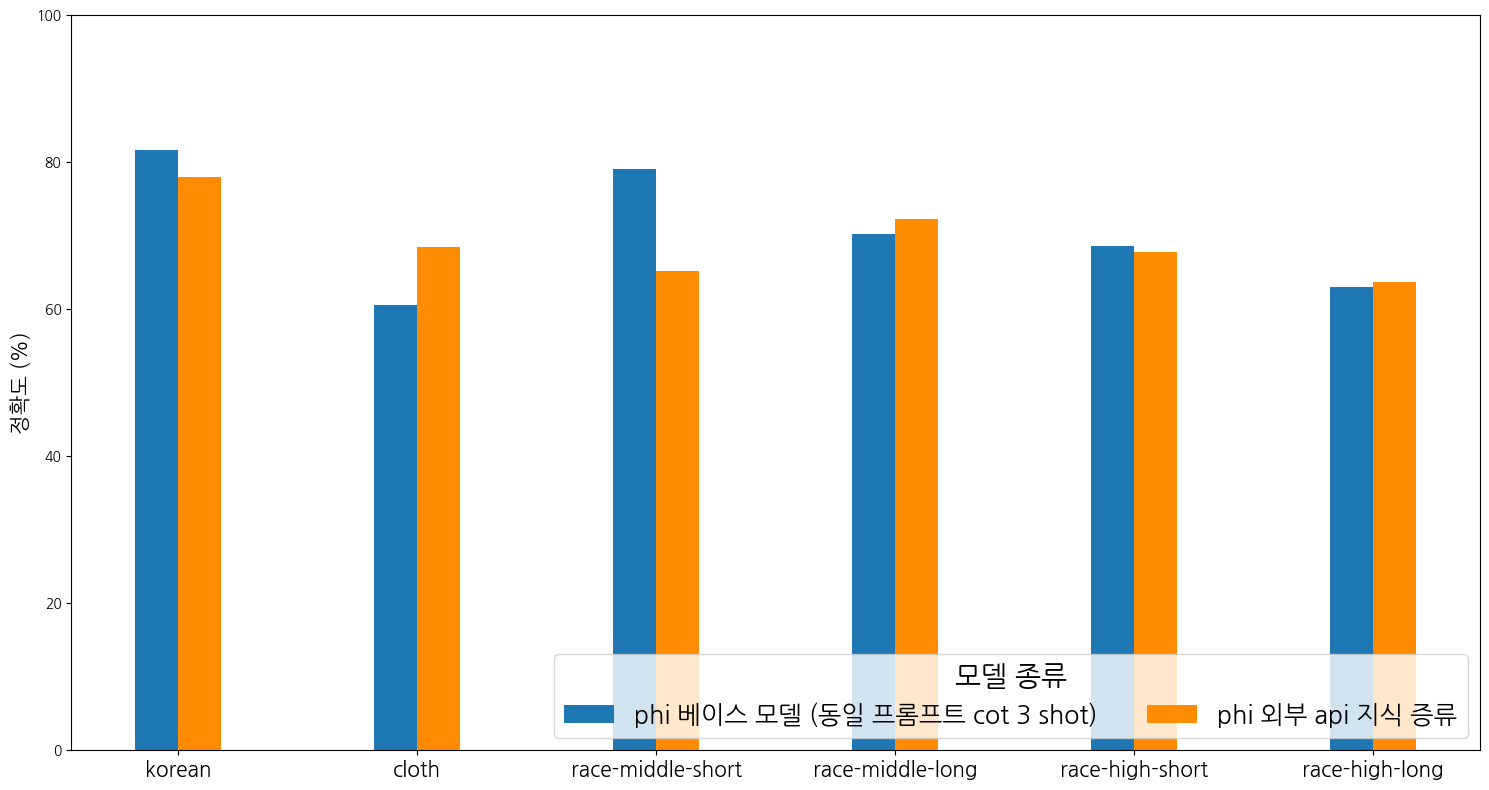 100
80
60
40
20
0
정확도 (%)
모델 종류
phi 베이스 모델 (동일 프롬프트 cot 3 shot)
phi 외부 api 지식 증류
korean
cloth
race-middle-short
race-middle-long
race-high-short
race-high-long